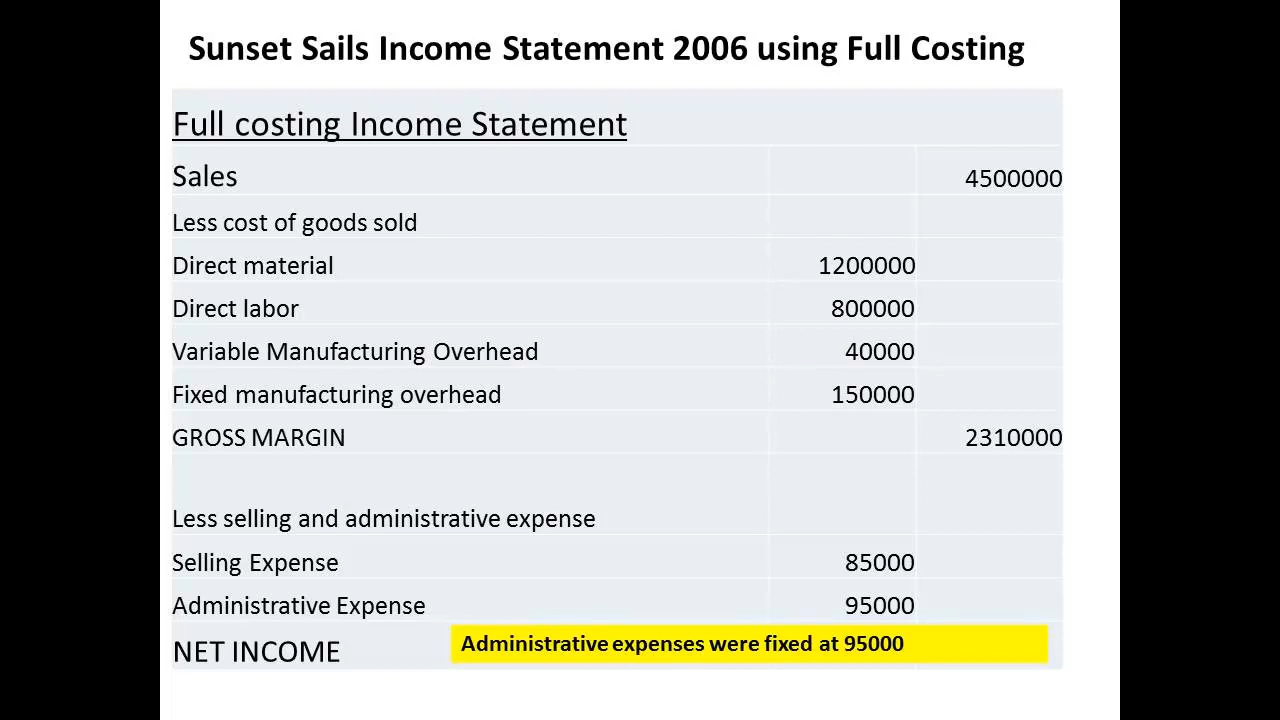 Sunset Sails Income Statement 2006 using Full Costing
Full costing Income Statement
Sales 4500000
Less cost of goods sold
Direct material 1200000
Direct labor 800000
Variable Manufacturing Overhead 40000
Fixed manufacturing overhead 150000
GROSS MARGIN 2310000
Less selling and administrative expense
Selling Expense 85000
Administrative Expense 95000
NET INCOME Administrative expenses were fixed at 95000